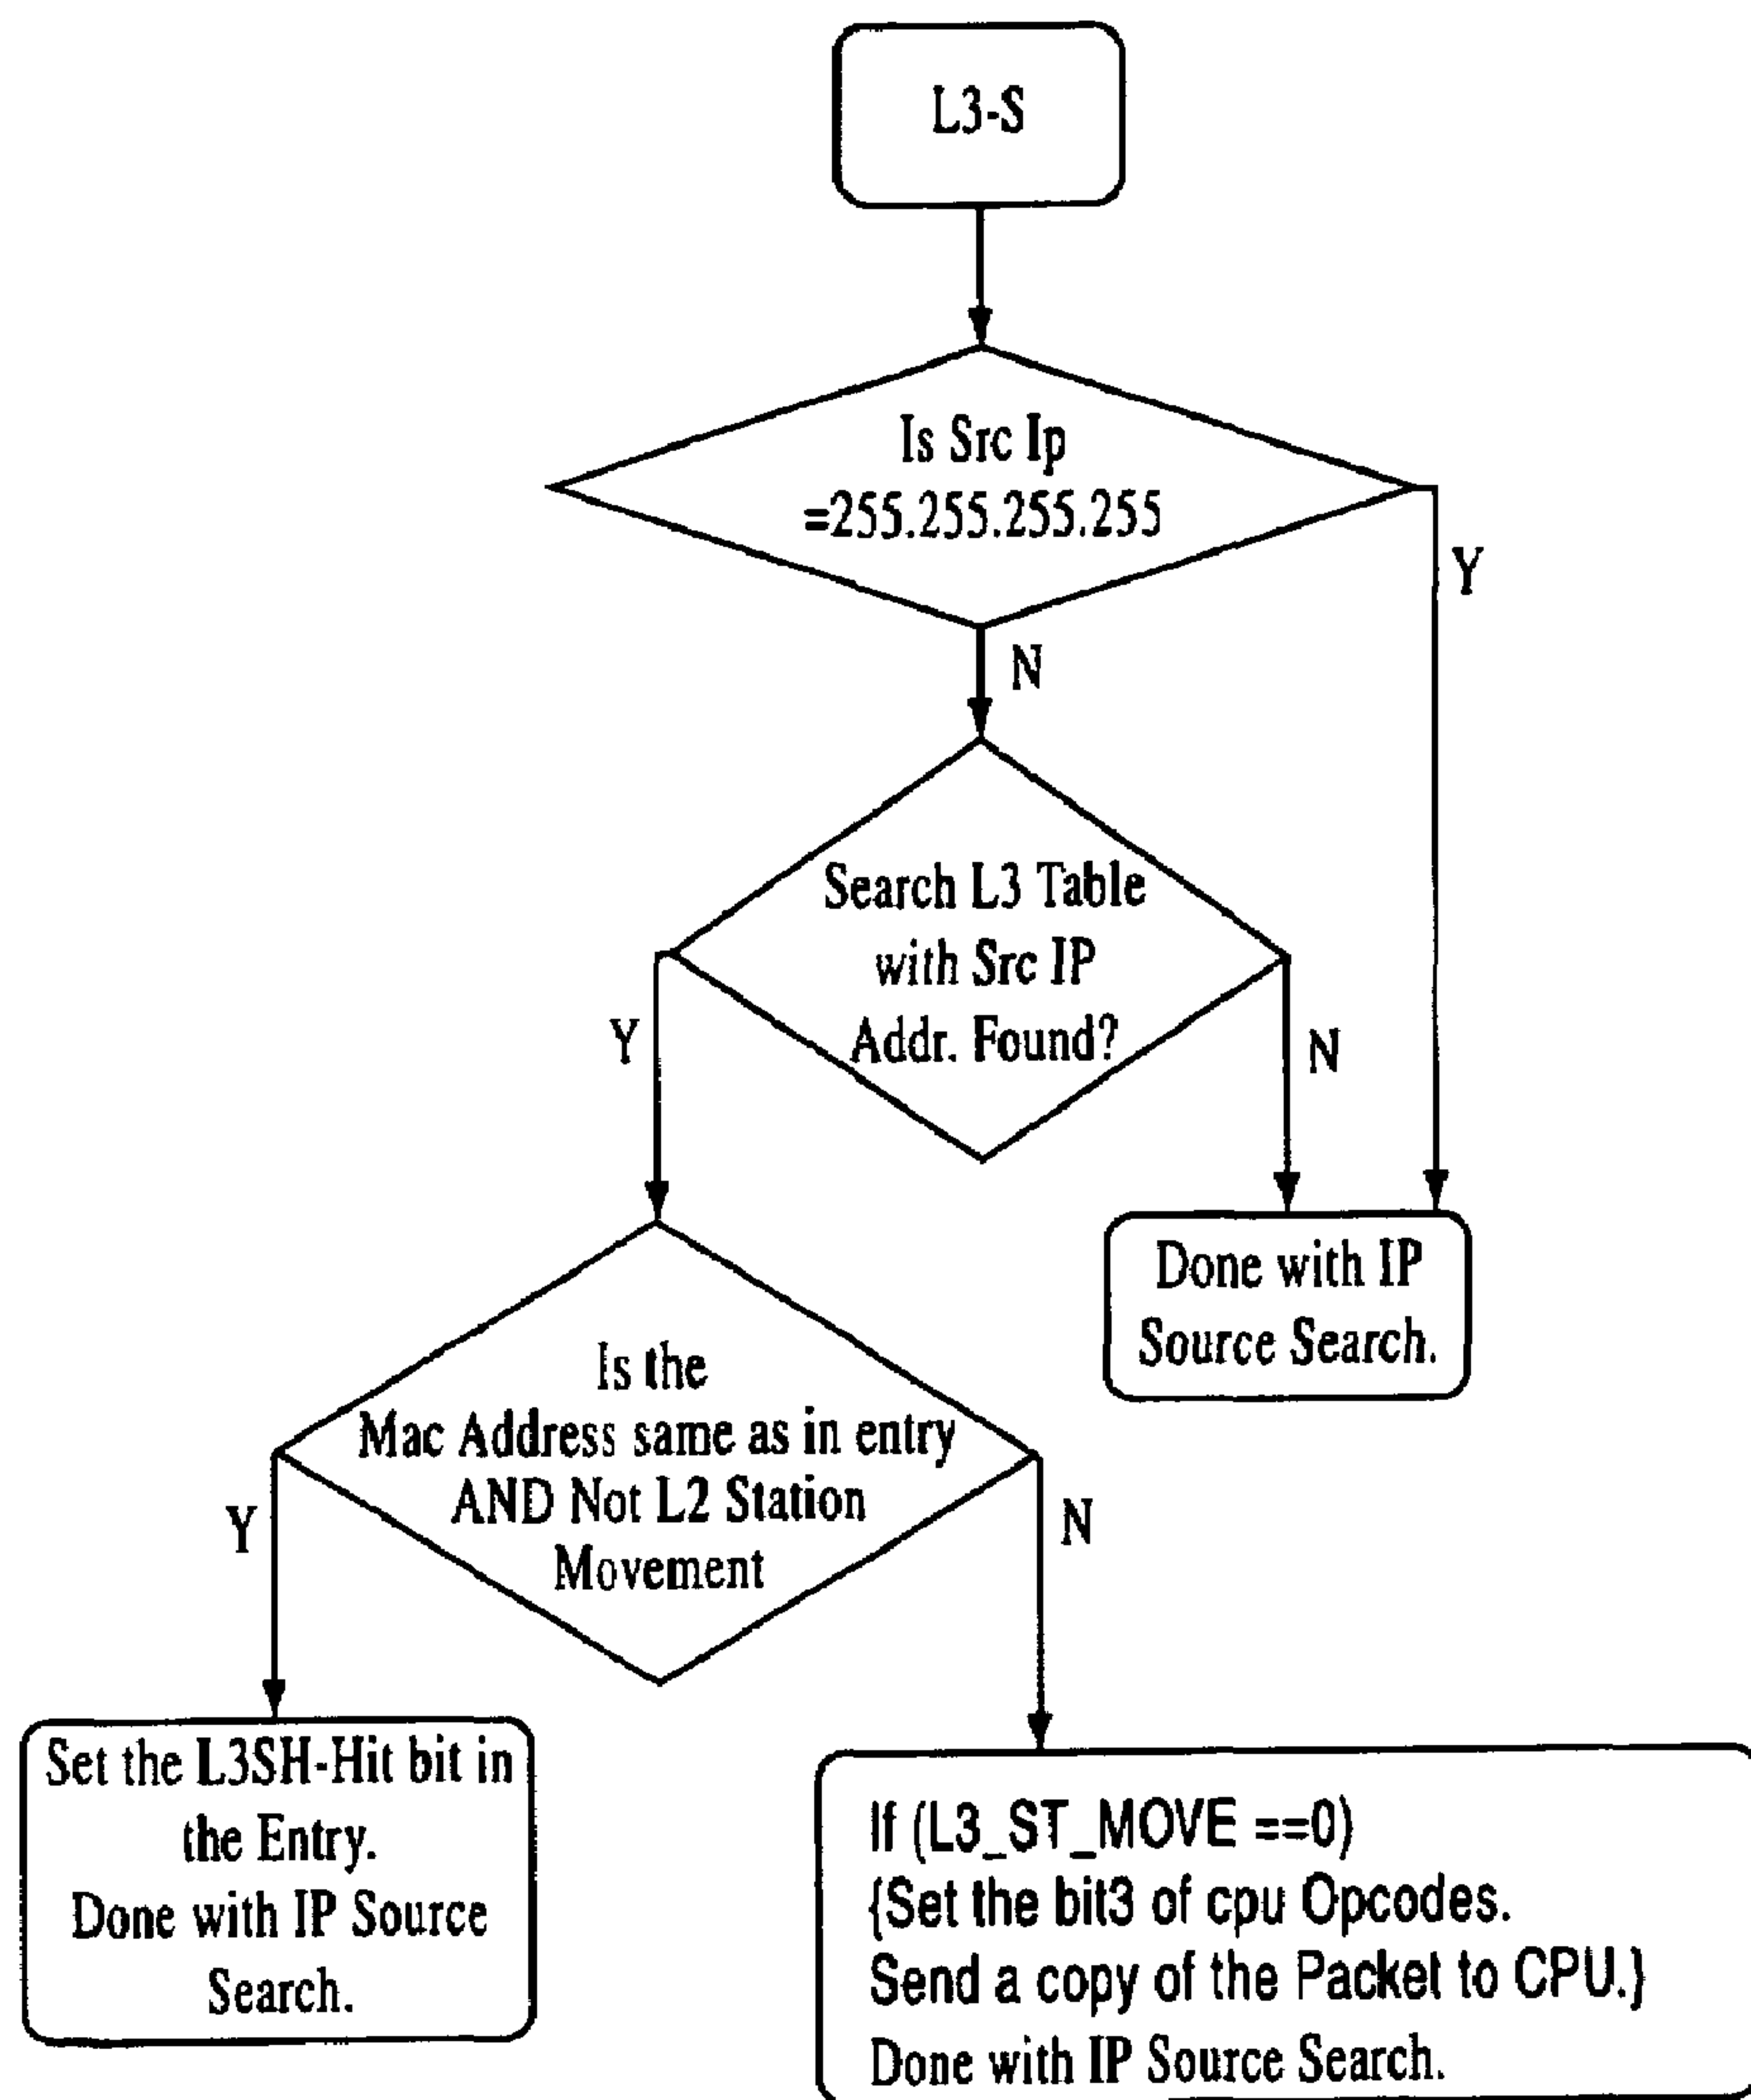 L3-S
Is Src Ip
=255.255.255.255
Y
N
Search L3 Table
with Src IP
Addr. Found?
Y
N
Done with IP
Source Search.
Is the
Mac Address same as in entry
AND Not L2 Station
Movement
Y
N
Set the L3SH-Hit bit in
the Entry.
Done with IP Source
Search.
If (L3_ST_MOVE ==0)
{Set the bit3 of cpu Opcodes.
Send a copy of the Packet to CPU.}
Done with IP Source Search.